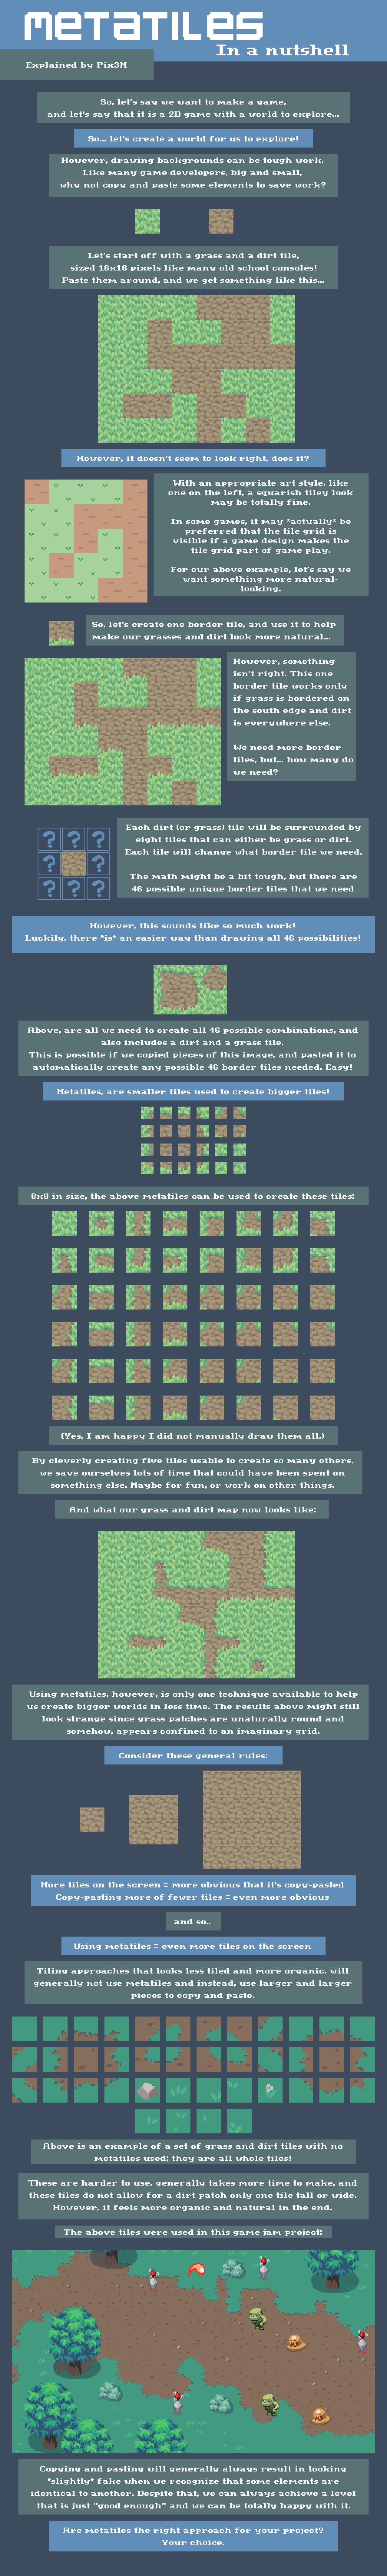 METATILES
In a nutshell
Explained by Pix3M
So, let's say we want to make a game,
and let's say that it is a 2D game with a world to explore...
So... let's create a world for us to explore!
However, drawing backgrounds can be tough work.
Like many game developers, big and small,
why not copy and paste some elements to save work?
Let's start off with a grass and a dirt tile,
sized 16x16 pixels like many old school consoles!
Paste them around, and we get something like this...
However, it doesn't seem to look right, does it?
With an appropriate art style, like
one on the left, a squarish tiley look
may be totally fine.
In some games, it may *actually* be
preferred that the tile grid is
visible if a game design makes the
tile grid part of game play.
For our above example, let's say we
want something more natural-
looking.
So, let's create one border tile, and use it to help
make our grasses and dirt look more natural...
However, something
isn't right. This one
border tile works only
if grass is bordered on
the south edge and dirt
is everywhere else.
We need more border
tiles, but... how many do
we need?
? ? ?
? ?
? ? ?
Each dirt (or grass) tile will be surrounded by
eight tiles that can either be grass or dirt.
Each tile will change what border tile we need.
The math might be a bit tough, but there are
46 possible unique border tiles that we need
However, this sounds like so much work!
Luckily, there *is* an easier way than drawing all 46 possibilities!
Above, are all we need to create all 46 possible combinations, and
also includes a dirt and a grass tile.
This is possible if we copied pieces of this image, and pasted it to
automatically create any possible 46 border tiles needed. Easy!
Metatiles, are smaller tiles used to create bigger tiles!
8x8 in size, the above metatiles can be used to create these tiles:
(Yes, I am happy I did not manually draw them all.)
By cleverly creating five tiles usable to create so many others,
we save ourselves lots of time that could have been spent on
something else. Maybe for fun, or work on other things.
And what our grass and dirt map now looks like:
Using metatiles, however, is only one technique available to help
us create bigger worlds in less time. The results above might still
look strange since grass patches are unaturally round and
somehow, appears confined to an imaginary grid.
Consider these general rules:
More tiles on the screen = more obvious that it's copy-pasted
Copy-pasting more of fewer tiles = even more obvious
and so..
Using metatiles = even more tiles on the screen
Tiling approaches that looks less tiled and more organic, will
generally not use metatiles and instead, use larger and larger
pieces to copy and paste.
Above is an example of a set of grass and dirt tiles with no
metatiles used; they are all whole tiles!
These are harder to use, generally takes more time to make, and
these tiles do not allow for a dirt patch only one tile fall or wide.
However, it feels more organic and natural in the end.
The above tiles were used in this game jam project:
Copying and pasting will generally always result in looking
*slightly* fake when we recognize that some elements are
identical to another. Despite that, we can always achieve a level
that is just "good enough" and we can be totally happy with it.
Are metatiles the right approach for your project?
Your choice.